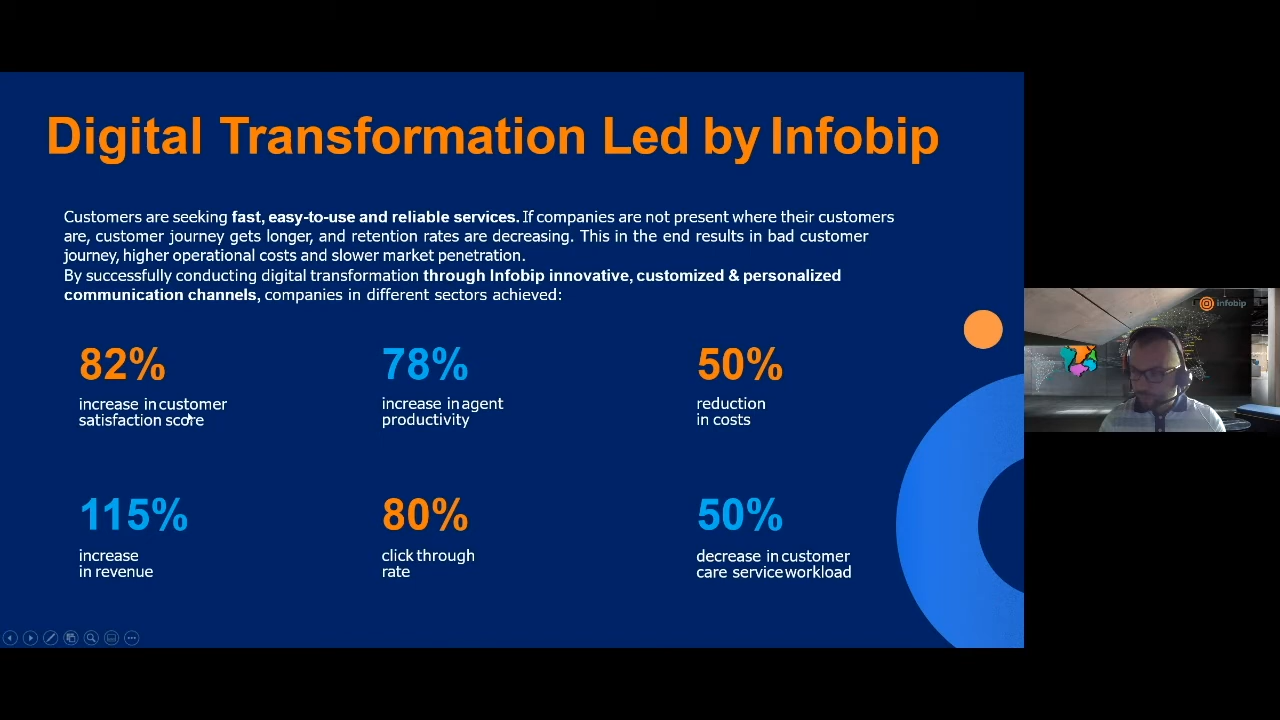 Digital Transformation Led by Infobip
Customers are seeking fast, easy-to-use and reliable services. If companies are not present where their customers
are, customer journey gets longer, and retention rates are decreasing. This in the end results in bad customer
journey, higher operational costs and slower market penetration.
By successfully conducting digital transformation through Infobip innovative, customized & personalized
communication channels, companies in different sectors achieved:
82%
increase in customer
satisfaction score
78%
increase in agent
productivity
50%
reduction
in costs
115%
increase
in revenue
80%
click through
rate
50%
decrease in customer
care service workload
infobip